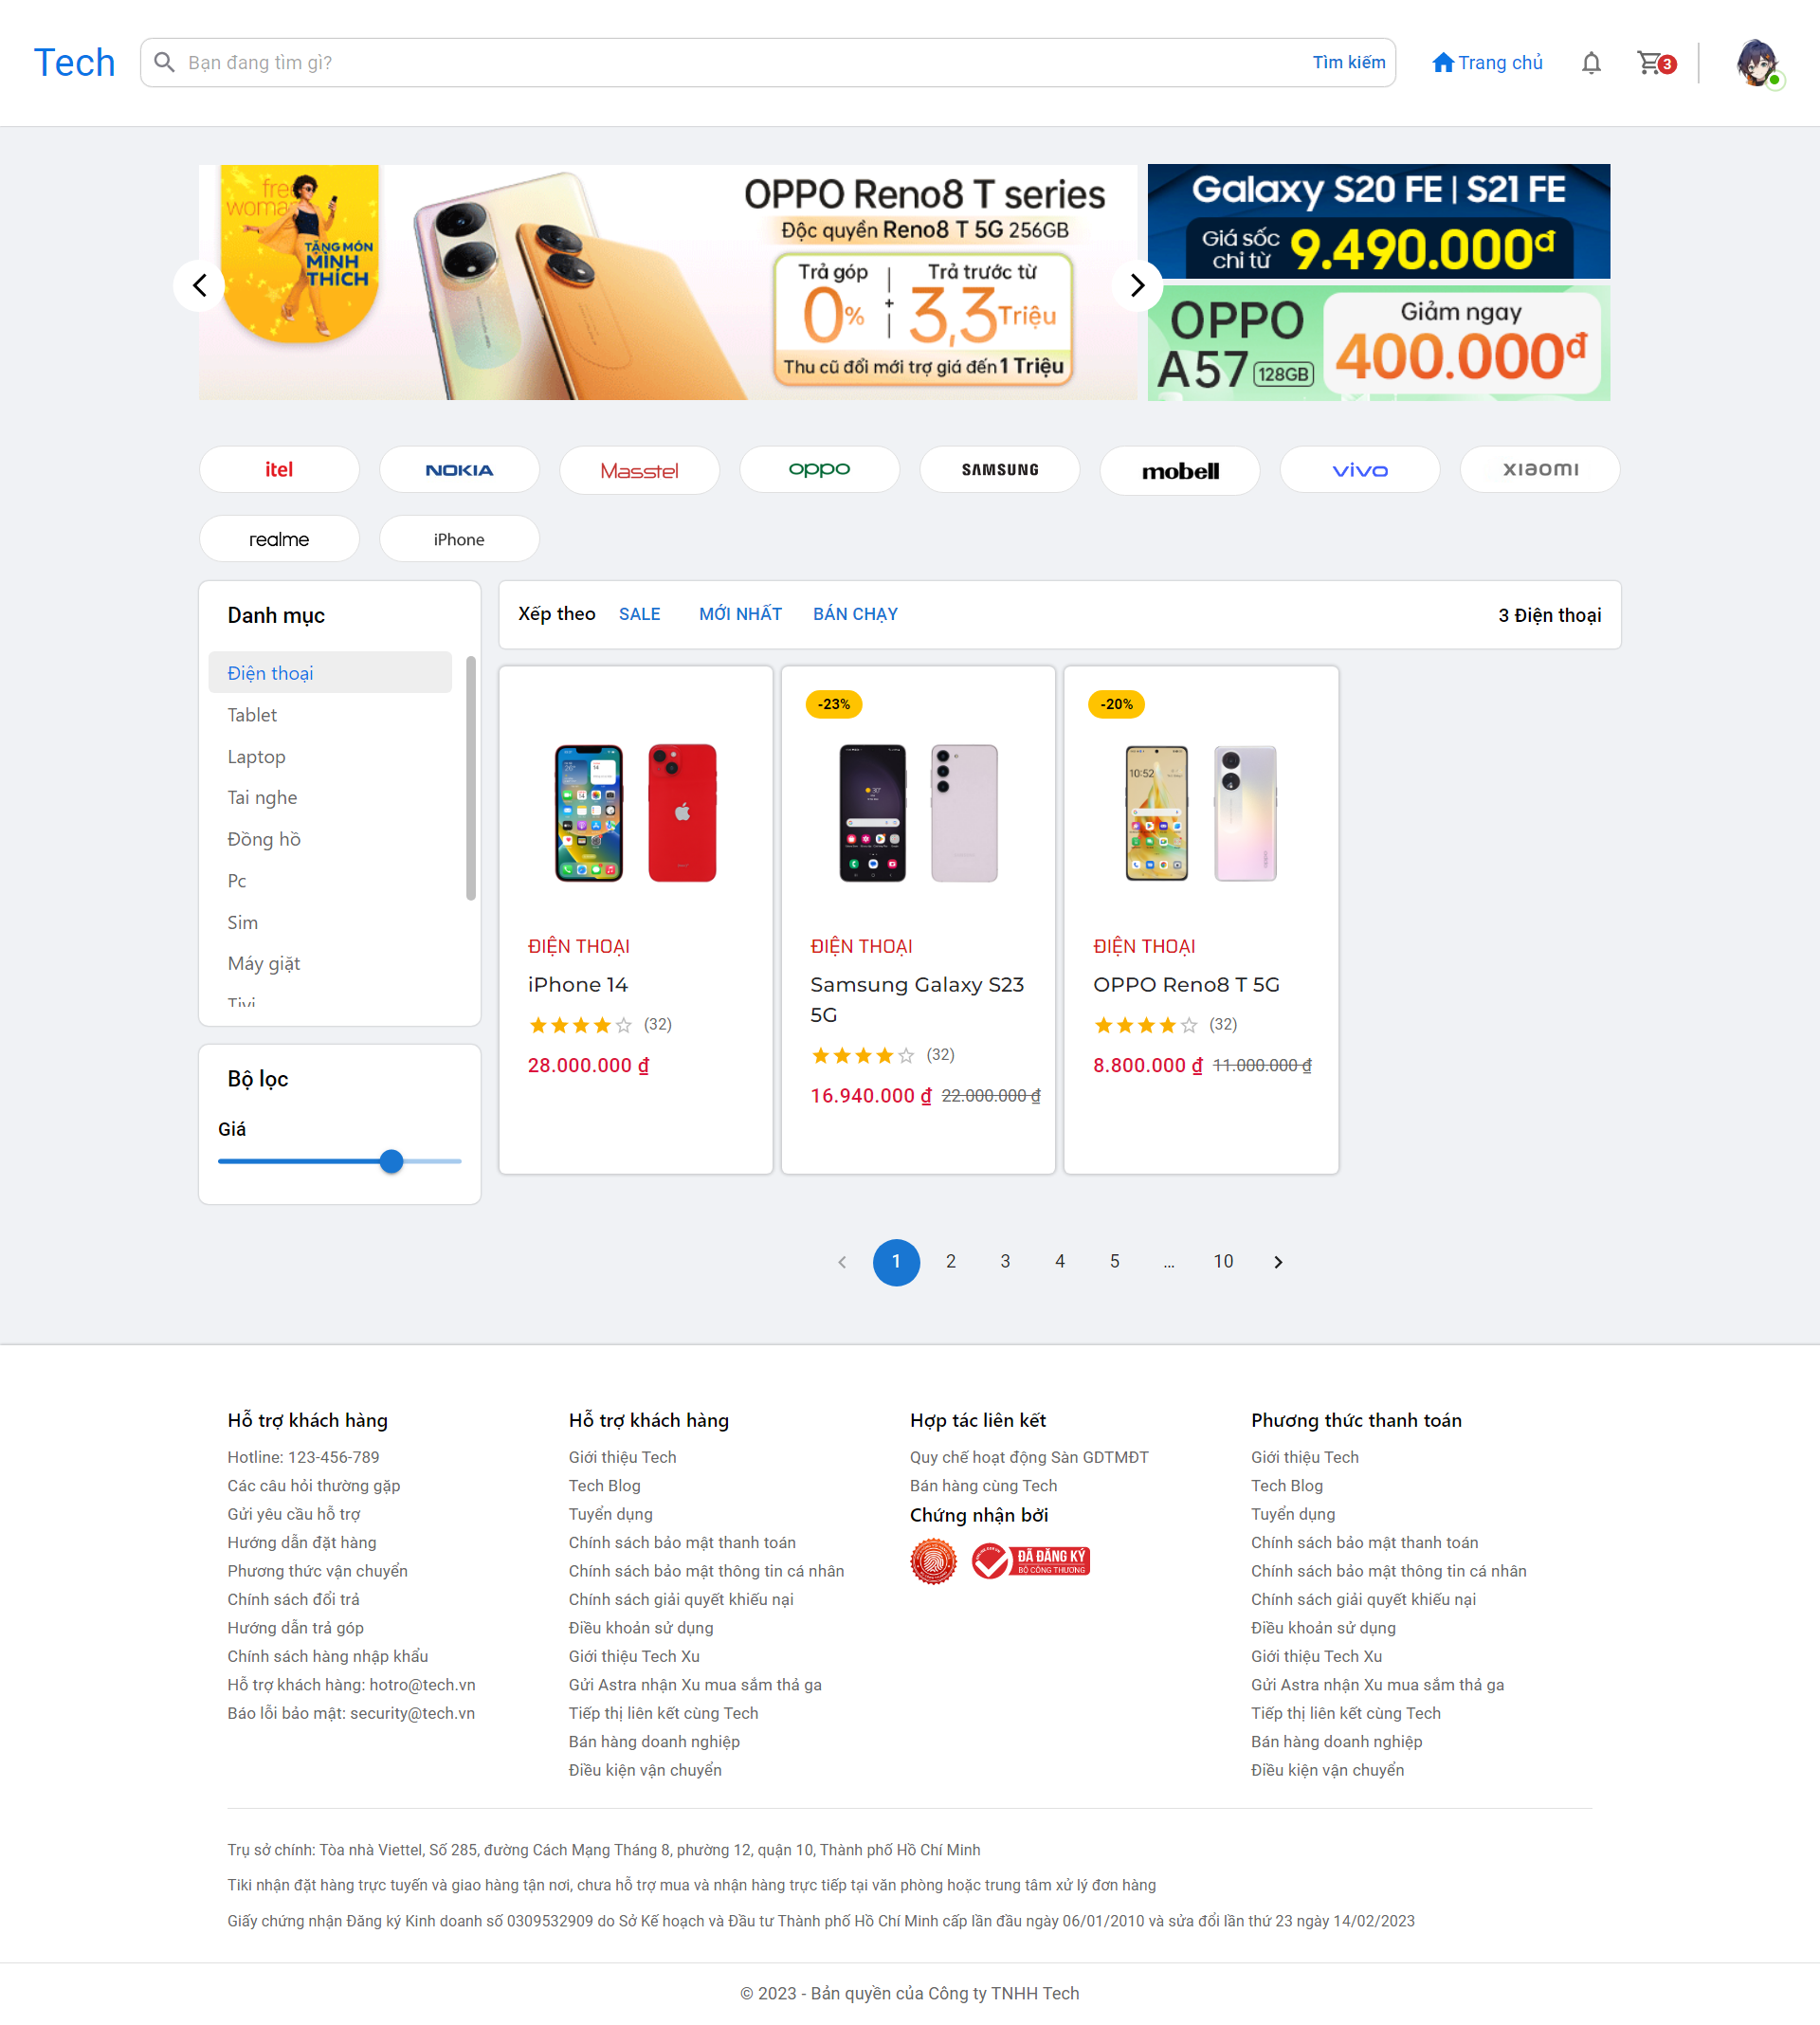 Tech
Bạn đang tìm gì?
Tìm kiếm
Trang chủ
3
free
woman
TẶNG MÓN
MÌNH
THÍCH
OPPO Reno8 T series
Độc quyền Reno8 T 5G 256GB
Trả góp
0%
+
Trả trước từ
3,3 Triệu
Thu cũ đổi mới trợ giá đến 1 Triệu
Galaxy S20 FE | S21 FE
Giá sốc
chỉ từ
9.490.000đ
OPPO
A57 128GB
Giảm ngay
400.000đ
itel
NOKIA
Masstel
oppo
SAMSUNG
mobell
vivo
xiaomi
realme
iPhone
Danh mục
Điện thoại
Tablet
Laptop
Tai nghe
Đồng hồ
Pc
Sim
Máy giặt
Tivi
Bộ lọc
Giá
Xếp theo
SALE
MỚI NHẤT
BÁN CHẠY
3 Điện thoại
ĐIỆN THOẠI
iPhone 14
(32)
28.000.000 ₫
-23%
ĐIỆN THOẠI
Samsung Galaxy S23
5G
(32)
16.940.000 ₫ 22.000.000 ₫
-20%
10:52
ĐIỆN THOẠI
OPPO Reno8 T 5G
(32)
8.800.000 ₫ 11.000.000 ₫
1 2 3 4 5 ... 10
Hỗ trợ khách hàng
Hotline: 123-456-789
Các câu hỏi thường gặp
Gửi yêu cầu hỗ trợ
Hướng dẫn đặt hàng
Phương thức vận chuyển
Chính sách đổi trả
Hướng dẫn trả góp
Chính sách hàng nhập khẩu
Hỗ trợ khách hàng: hotro@tech.vn
Báo lỗi bảo mật: security@tech.vn
Hỗ trợ khách hàng
Giới thiệu Tech
Tech Blog
Tuyển dụng
Chính sách bảo mật thanh toán
Chính sách bảo mật thông tin cá nhân
Chính sách giải quyết khiếu nại
Điều khoản sử dụng
Giới thiệu Tech Xu
Gửi Astra nhận Xu mua sắm thả ga
Tiếp thị liên kết cùng Tech
Bán hàng doanh nghiệp
Điều kiện vận chuyển
Hợp tác liên kết
Quy chế hoạt động Sàn GDTMĐT
Bán hàng cùng Tech
Chứng nhận bởi
ĐÃ ĐĂNG KÝ
BỘ CÔNG THƯƠNG
Phương thức thanh toán
Giới thiệu Tech
Tech Blog
Tuyển dụng
Chính sách bảo mật thanh toán
Chính sách bảo mật thông tin cá nhân
Chính sách giải quyết khiếu nại
Điều khoản sử dụng
Giới thiệu Tech Xu
Gửi Astra nhận Xu mua sắm thả ga
Tiếp thị liên kết cùng Tech
Bán hàng doanh nghiệp
Điều kiện vận chuyển
Trụ sở chính: Tòa nhà Viettel, Số 285, đường Cách Mạng Tháng 8, phường 12, quận 10, Thành phố Hồ Chí Minh
Tiki nhận đặt hàng trực tuyến và giao hàng tận nơi, chưa hỗ trợ mua và nhận hàng trực tiếp tại văn phòng hoặc trung tâm xử lý đơn hàng
Giấy chứng nhận Đăng ký Kinh doanh số 0309532909 do Sở Kế hoạch và Đầu tư Thành phố Hồ Chí Minh cấp lần đầu ngày 06/01/2010 và sửa đổi lần thứ 23 ngày 14/02/2023
© 2023 - Bản quyền của Công ty TNHH Tech